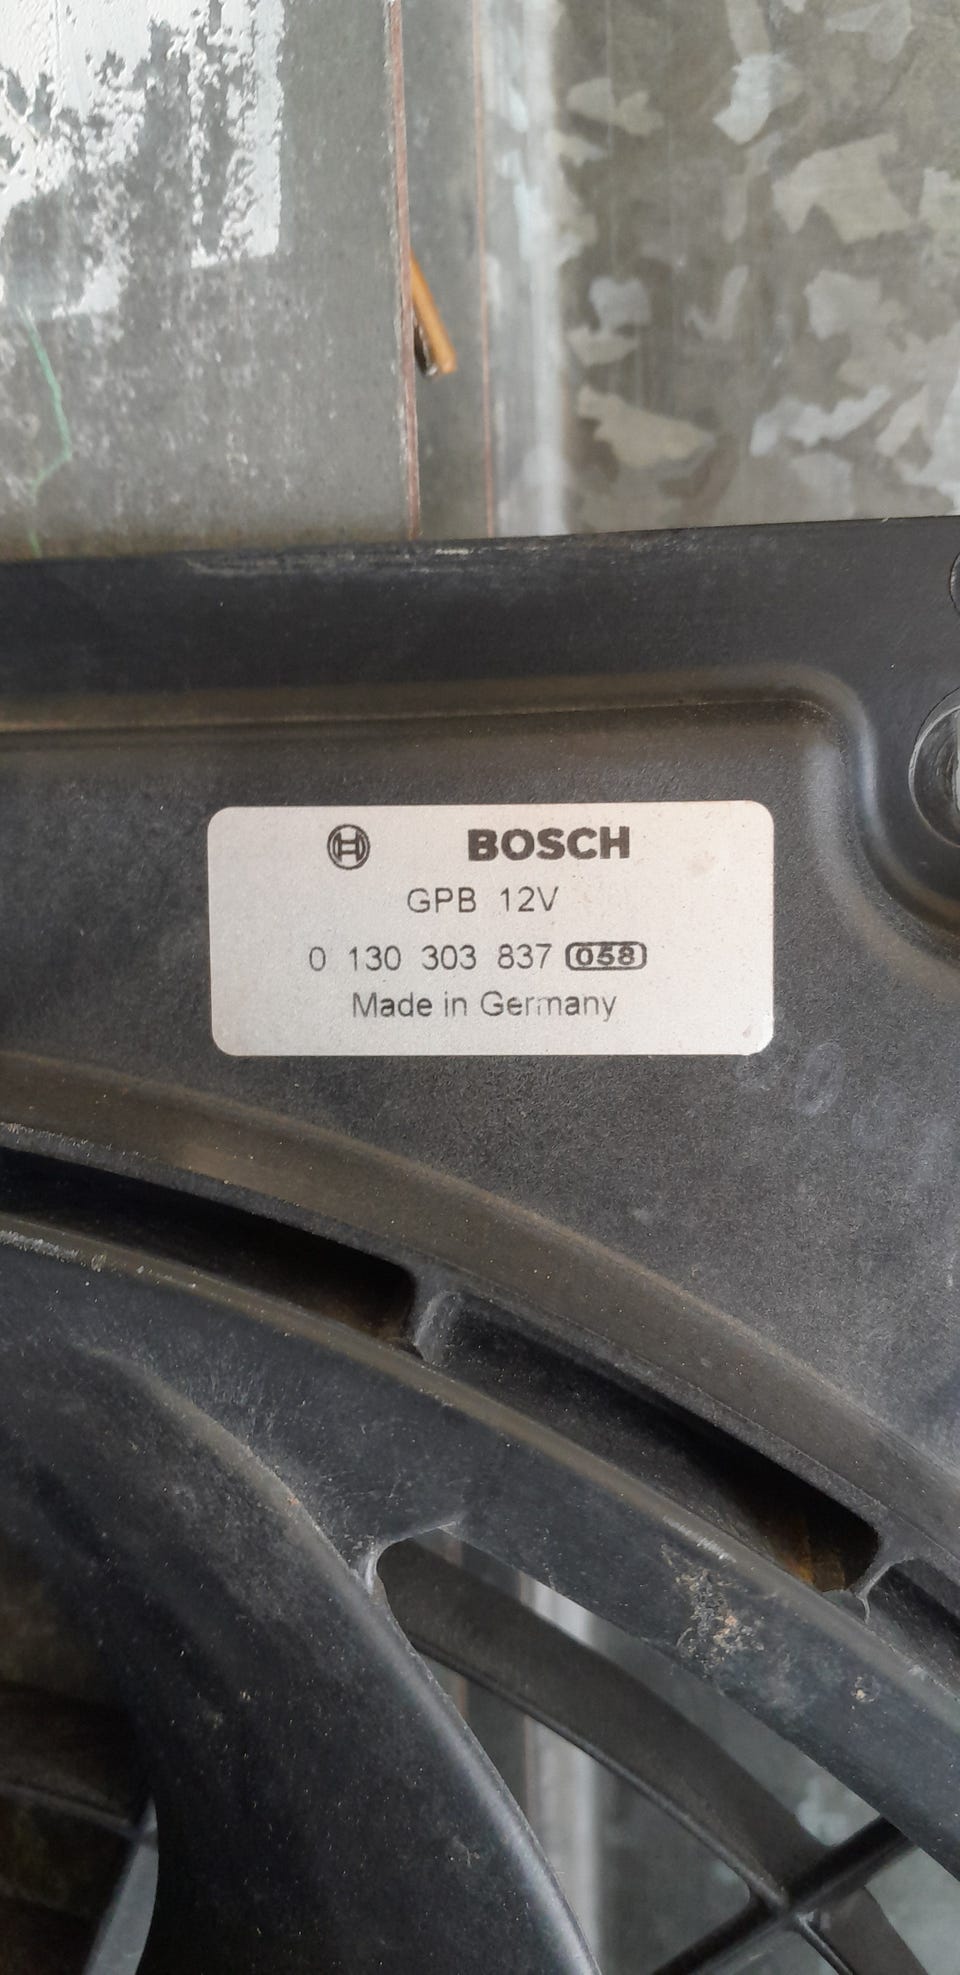 BOSCH
GPB 12V
0 130 303 837 058
Made in Germany